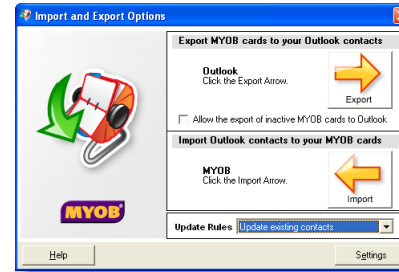 Import and Export Options
Export MYOB cards to your Outlook contacts
Outlook
Click the Export Arrow.
Export
Allow the export of inactive MYOB cards to Outlook
Import Outlook contacts to your MYOB cards
MYOB
Click the Import Arrow.
Import
MYOB
Update Rules Update existing contacts
Help
Settings